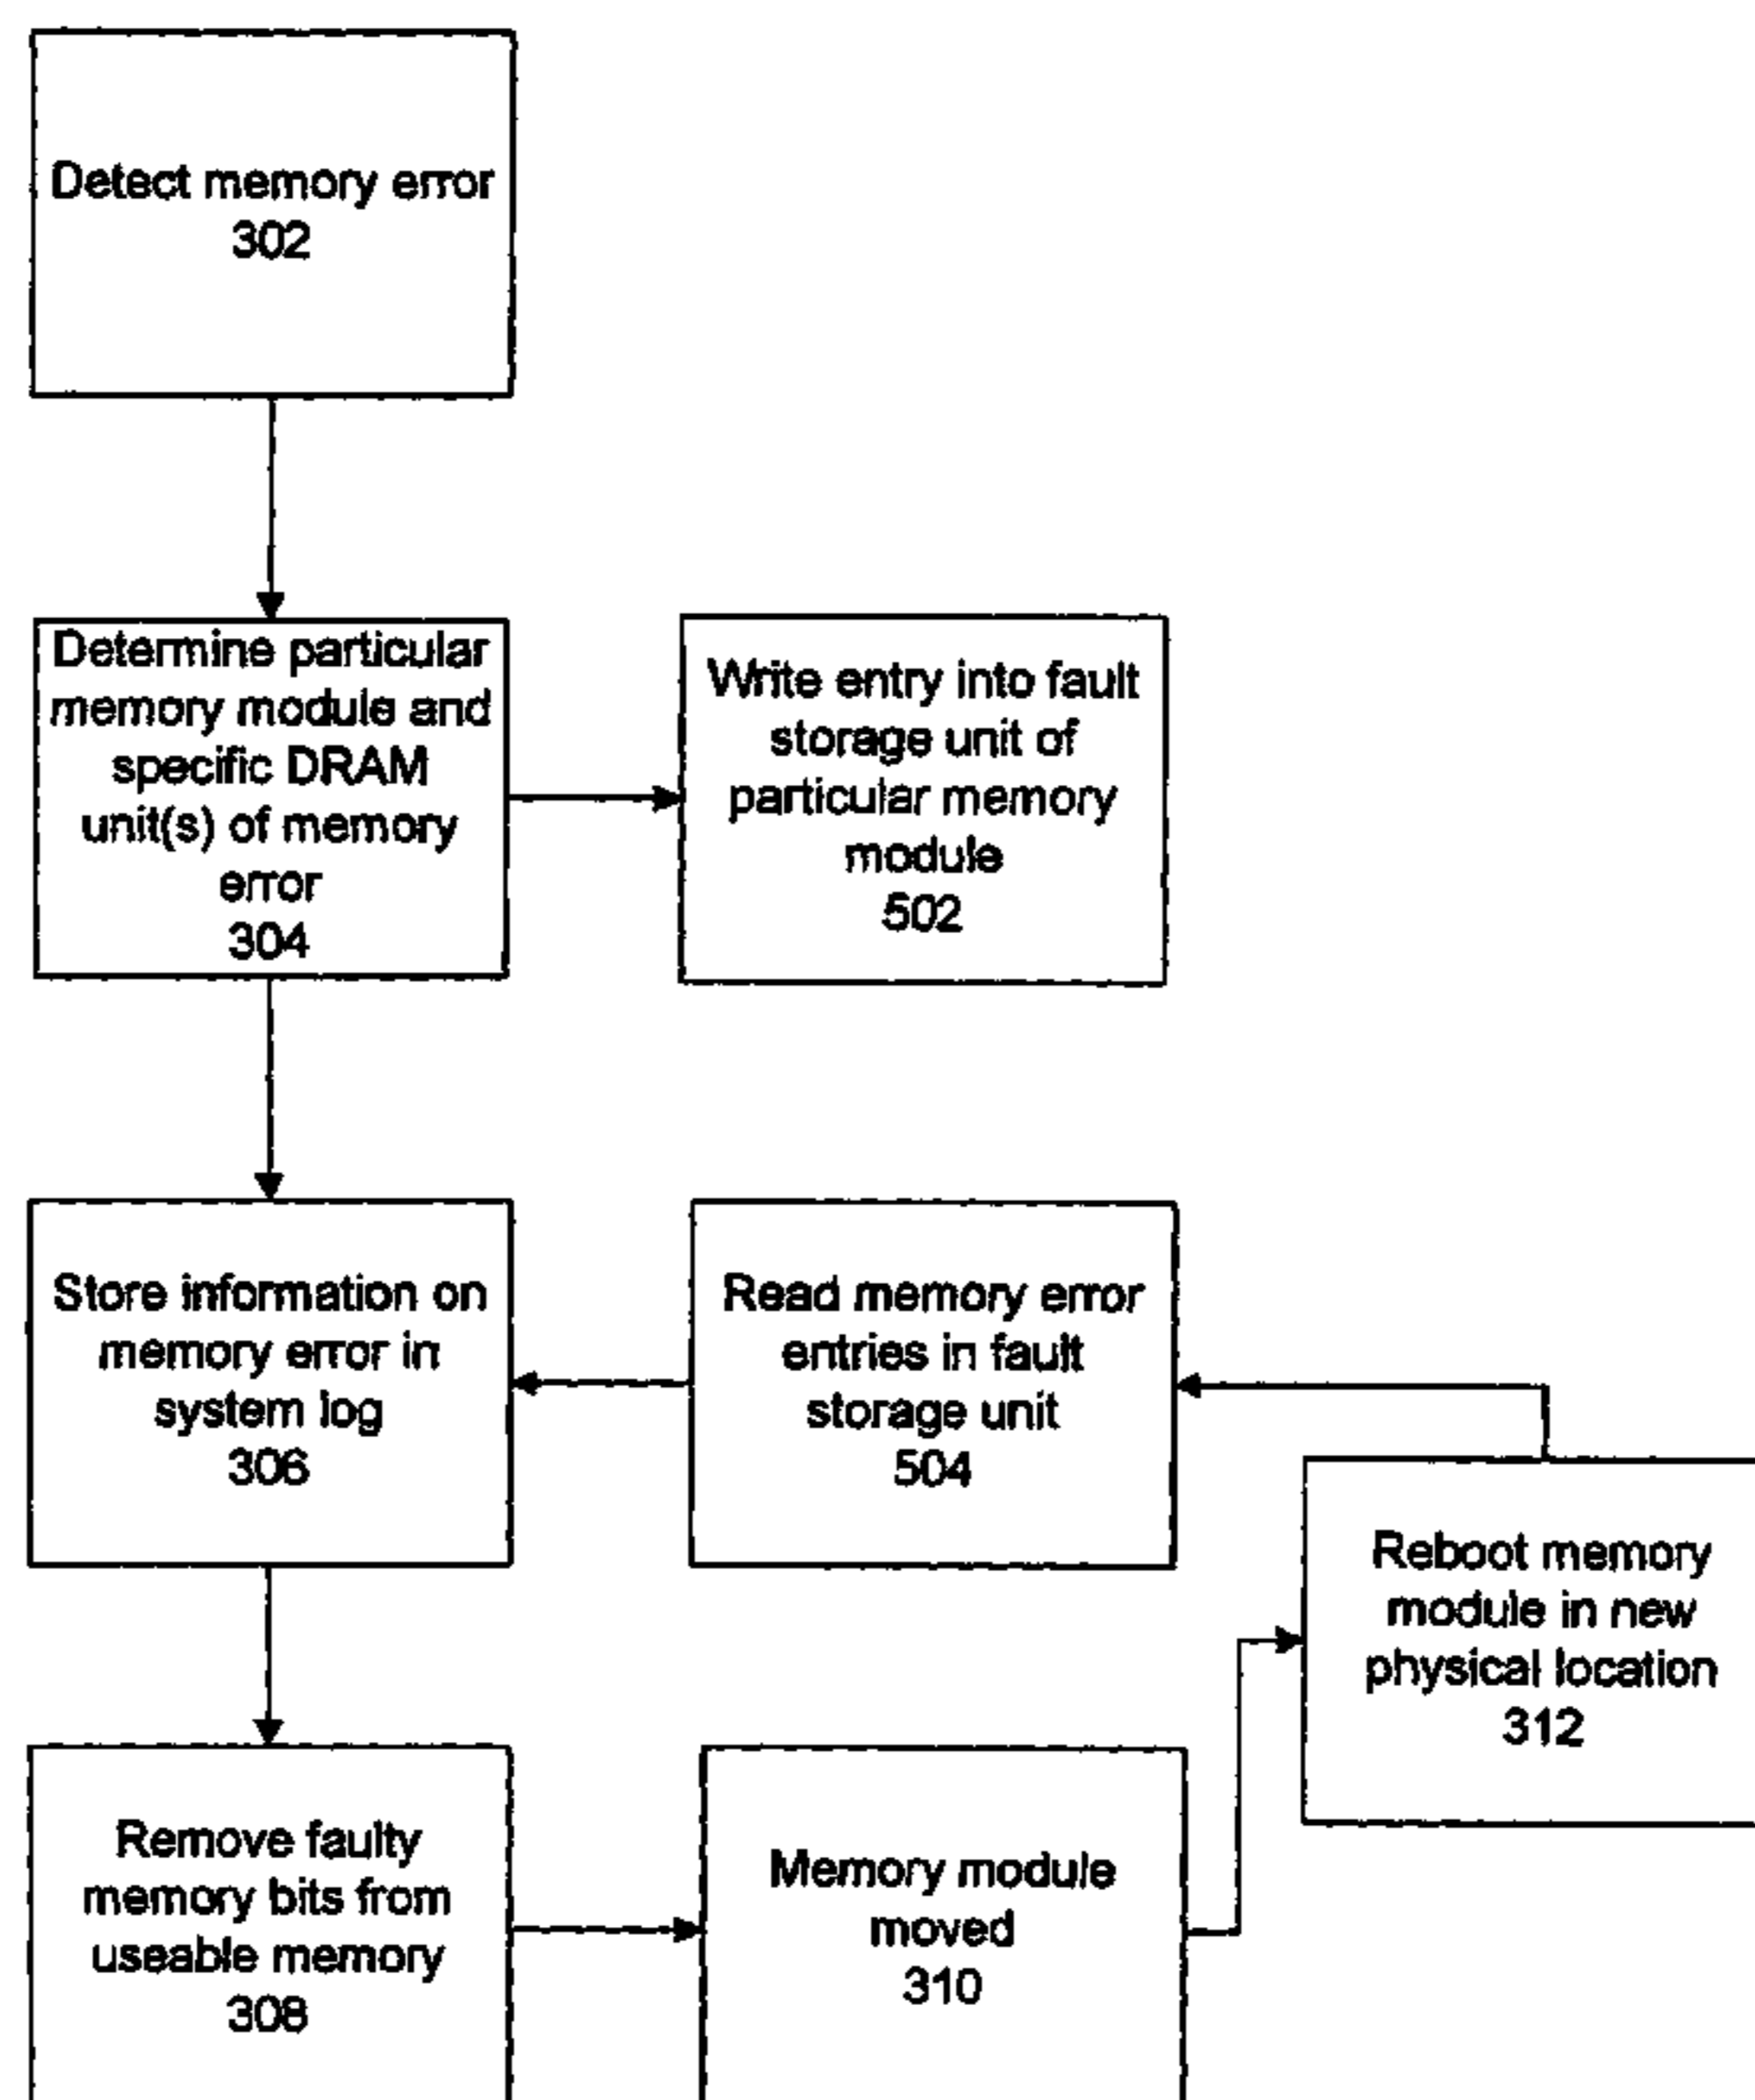 Detect memory error
302
Determine particular
memory module and
specific DRAM
unit(s) of memory
error
304
Write entry into fault
storage unit of
particular memory
module
502
Store information on
memory error in
system log
306
Read memory error
entries in fault
storage unit
504
Reboot memory
module in new
physical location
312
Remove faulty
memory bits from
useable memory
308
Memory module
moved
310